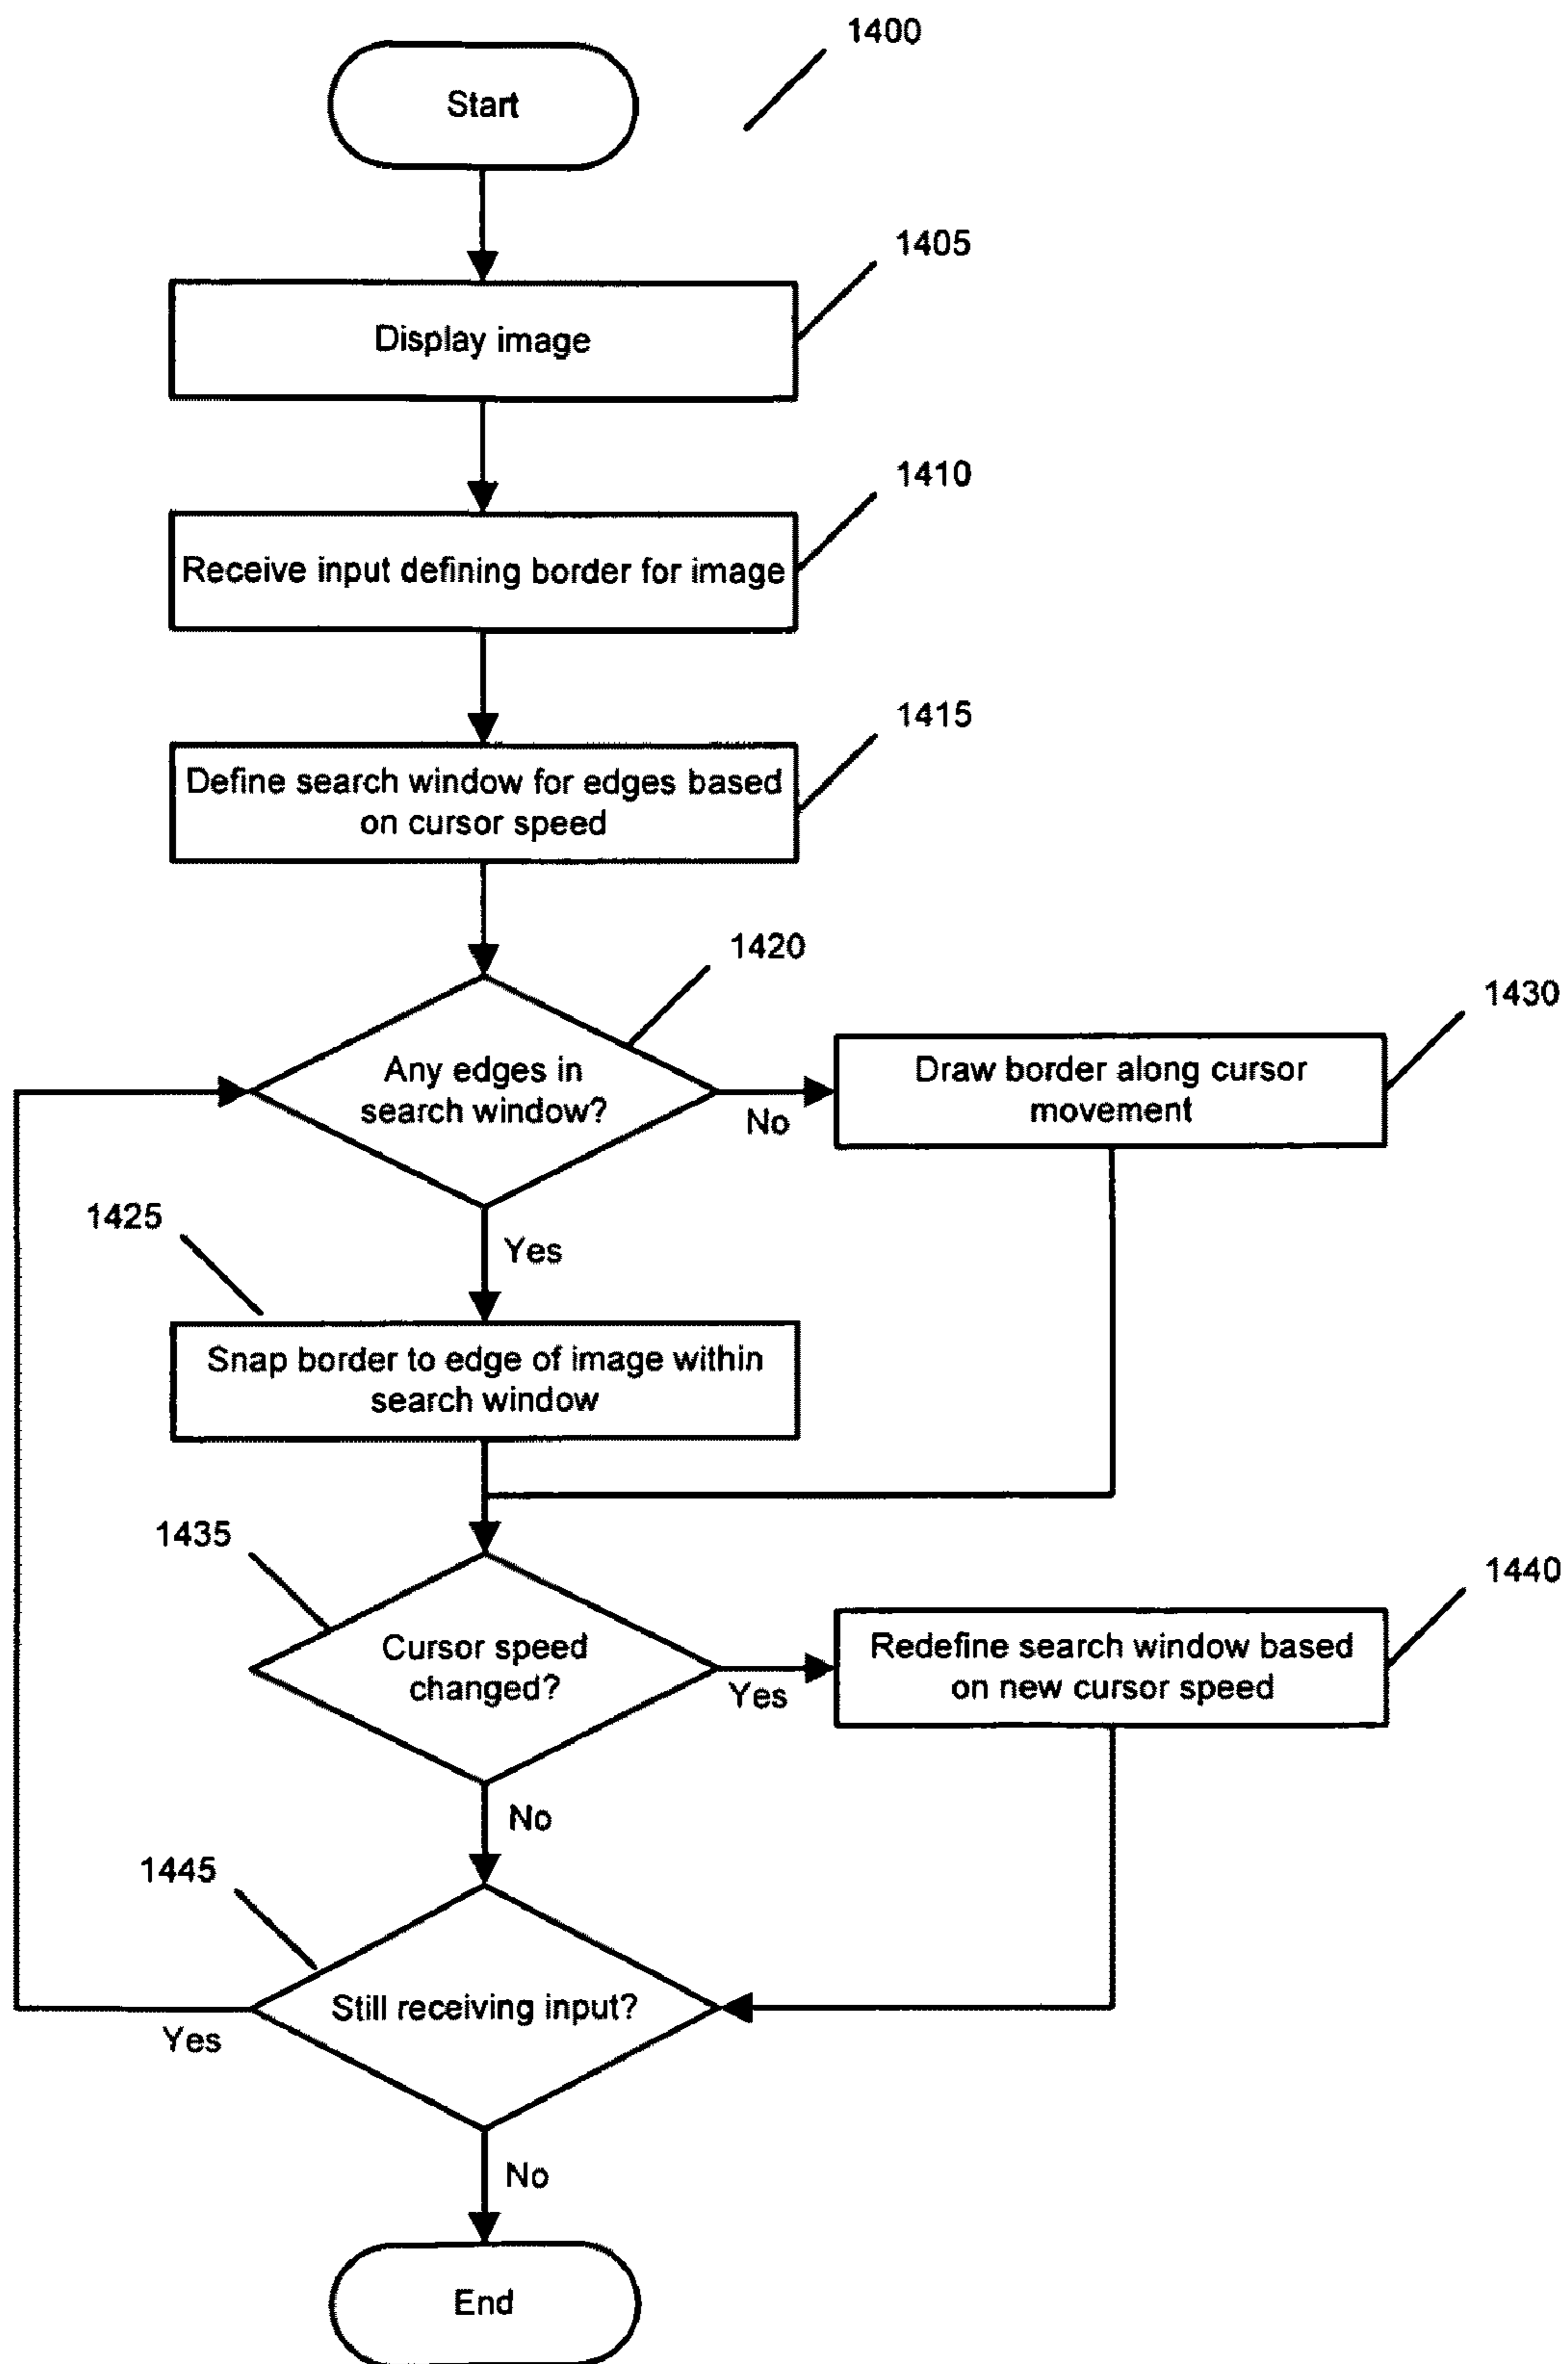 1400
Start
1405
Display image
1410
Receive input defining border for image
1415
Define search window for edges based
on cursor speed
1420
Any edges in
search window?
No
1430
Draw border along cursor
movement
1425
Yes
Snap border to edge of image within
search window
1435
Cursor speed
changed?
Yes
1440
Redefine search window based
on new cursor speed
No
1445
Still receiving input?
Yes
No
End